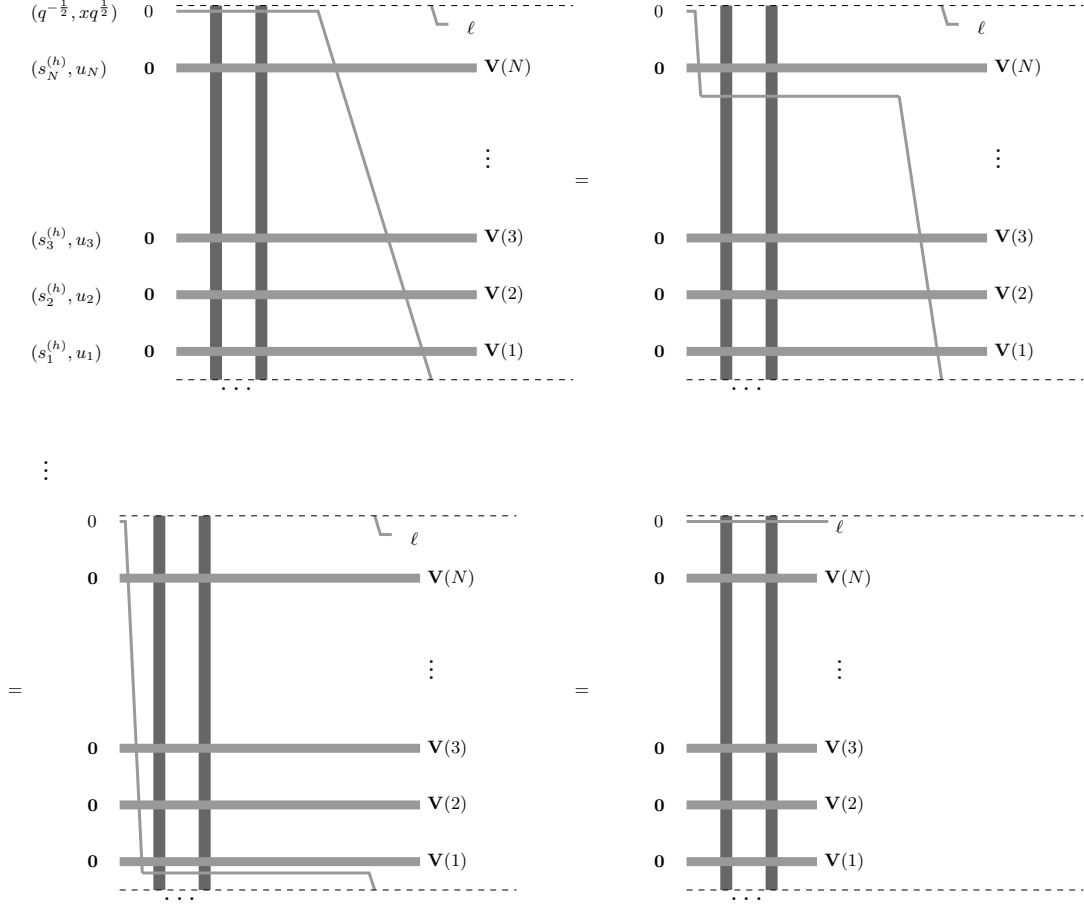 $(q^{-\frac{1}{2}}, xq^{\frac{1}{2}})$ 0 ℓ 0 ℓ
$(s_N^{(h)}, u_N)$ **0** **V**(N) **0** **V**(N)
⋮ ⋮
=
$(s_3^{(h)}, u_3)$ **0** **V**(3) **0** **V**(3)
$(s_2^{(h)}, u_2)$ **0** **V**(2) **0** **V**(2)
$(s_1^{(h)}, u_1)$ **0** **V**(1) **0** **V**(1)
... ...
⋮
0 ℓ 0 ℓ
**0** **V**(N) **0** **V**(N)
⋮ ⋮
= =
**0** **V**(3) **0** **V**(3)
**0** **V**(2) **0** **V**(2)
**0** **V**(1) **0** **V**(1)
... ...